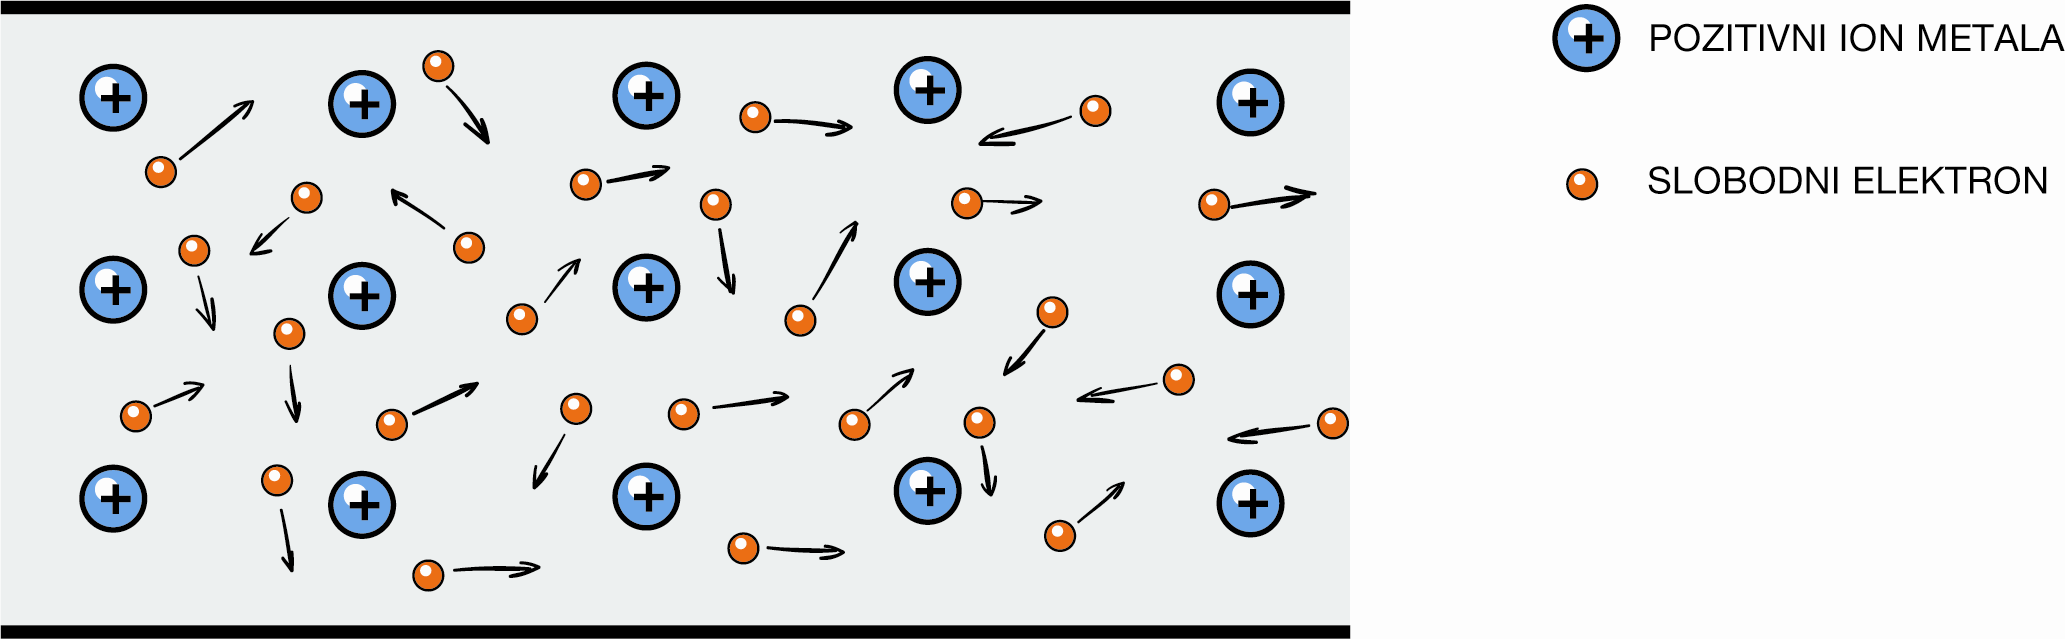 POZITIVNI ION METALA
SLOBODNI ELEKTRON